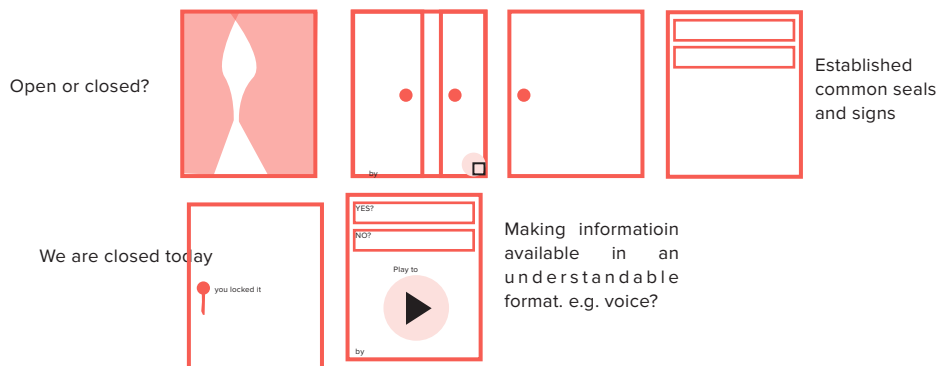 Open or closed?
by
Established
common seals
and signs
We are closed today
you locked it
YES?
NO?
Play to
by
Making informatioin
available in an
understandable
format. e.g. voice?